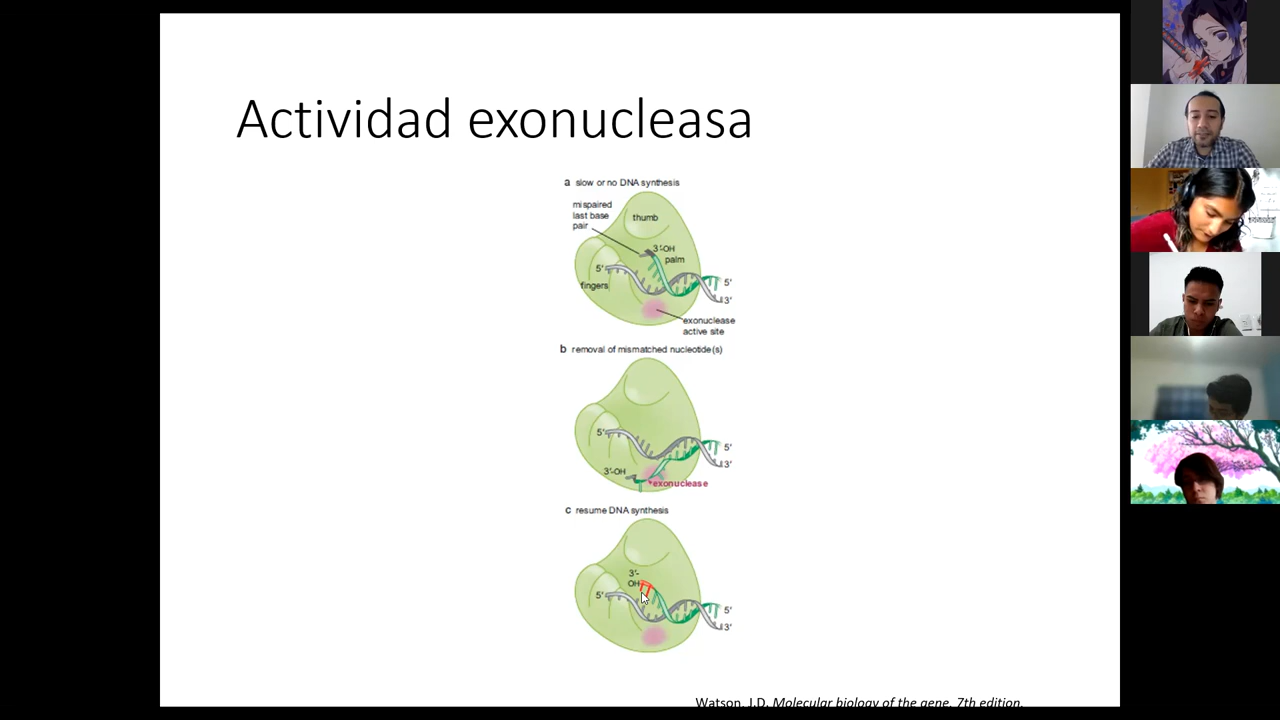 Actividad exonucleasa
a slow or no DNA synthesis
mispaired
last base
pair
thumb
3'-OH
palm
5'
fingers
5'
3'
exonuclease
active site
b removal of mismatched nucleotide(s)
5'
5'
3'
3'-OH
*exonuclease
c resume DNA synthesis
3'-
OH
5'
5'
3'
Watson, J.D. Molecular biology of the gene. 7th edition.